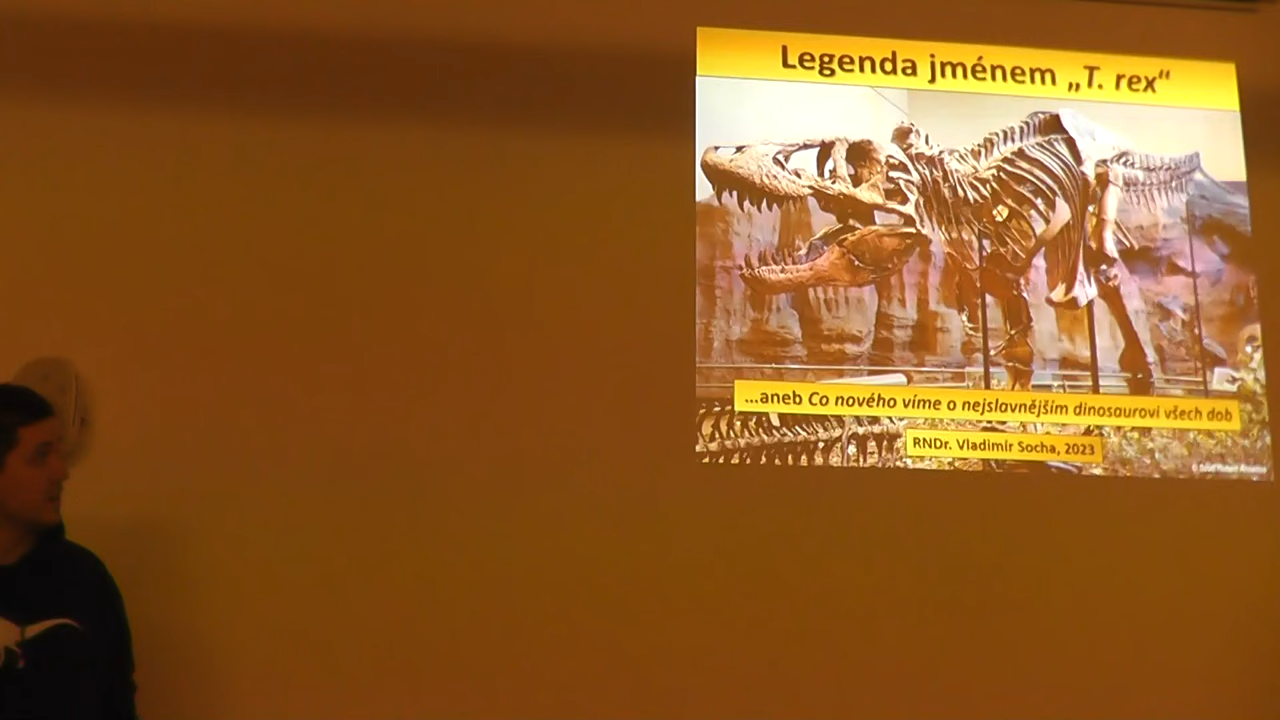 Legenda jménem „T. rex“
...aneb Co nového víme o nejslavnějším dinosaurovi všech dob
RNDr. Vladimír Socha, 2023